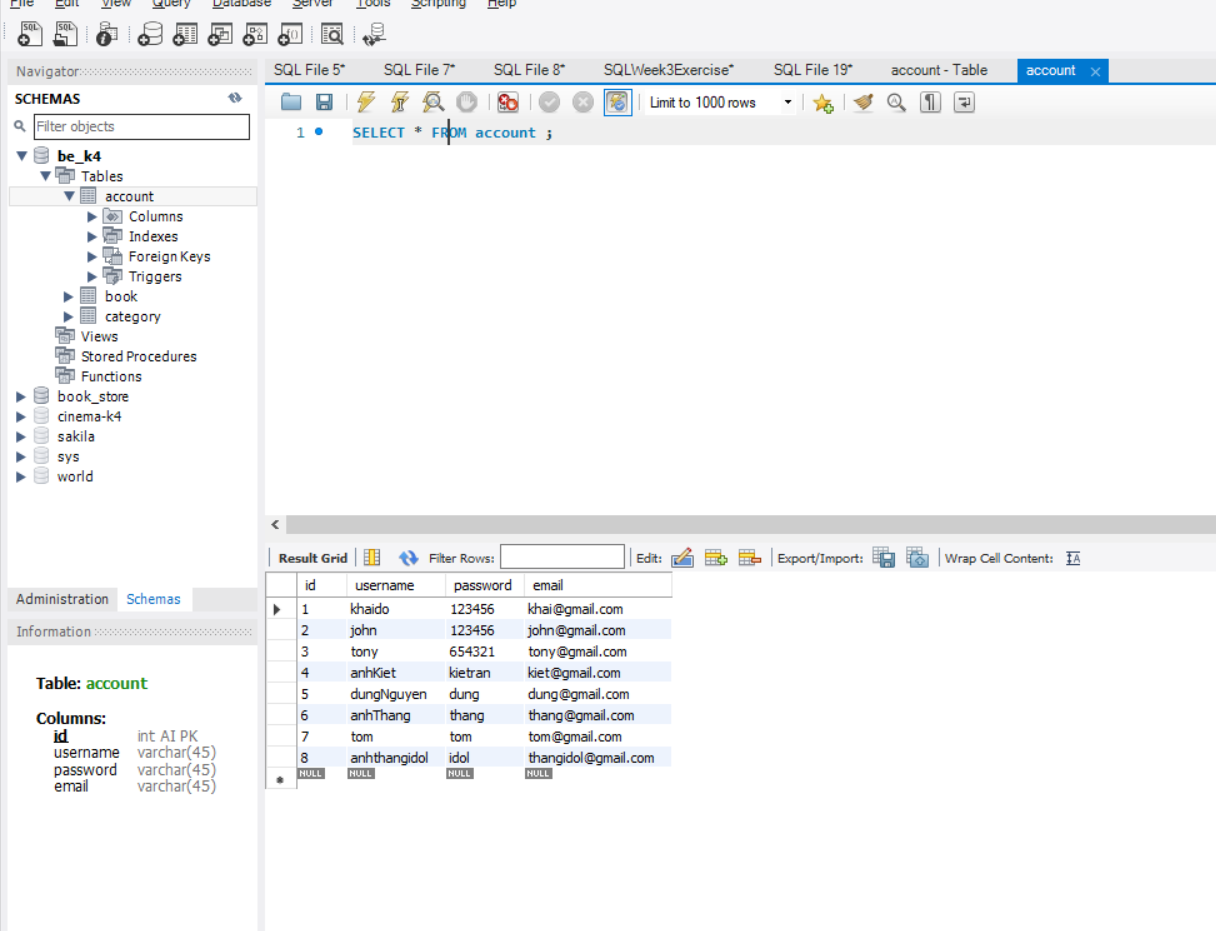 File Edit View Query Database Server Tools Scripting Help
Navigator
SQL File 5* SQL File 7* SQL File 8* SQLWeek3Exercise* SQL File 19* account - Table account
SCHEMAS
Limit to 1000 rows
Filter objects
1 SELECT * FROM account ;
be_k4
Tables
account
Columns
Indexes
Foreign Keys
Triggers
book
category
Views
Stored Procedures
Functions
book_store
cinema-k4
sakila
sys
world
Administration Schemas
Information
Table: account
Columns:
id int AI PK
username varchar(45)
password varchar(45)
email varchar(45)
Result Grid Filter Rows: Edit: Export/Import: Wrap Cell Content:
id username password email
1 khaido 123456 khai@gmail.com
2 john 123456 john@gmail.com
3 tony 654321 tony@gmail.com
4 anhKiet kietran kiet@gmail.com
5 dungNguyen dung dung@gmail.com
6 anhThang thang thang@gmail.com
7 tom tom tom@gmail.com
8 anhthangidol idol thangidol@gmail.com
NULL NULL NULL NULL